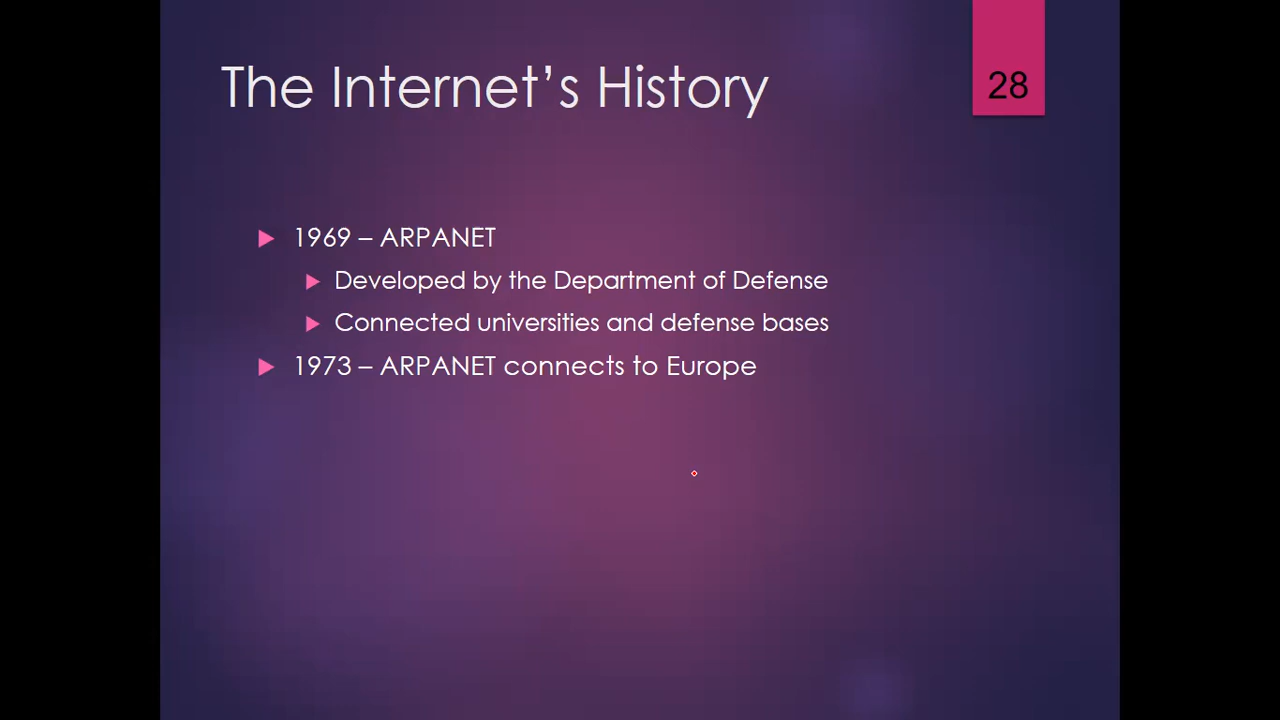 The Internet’s History
28
1969 – ARPANET
Developed by the Department of Defense
Connected universities and defense bases
1973 – ARPANET connects to Europe